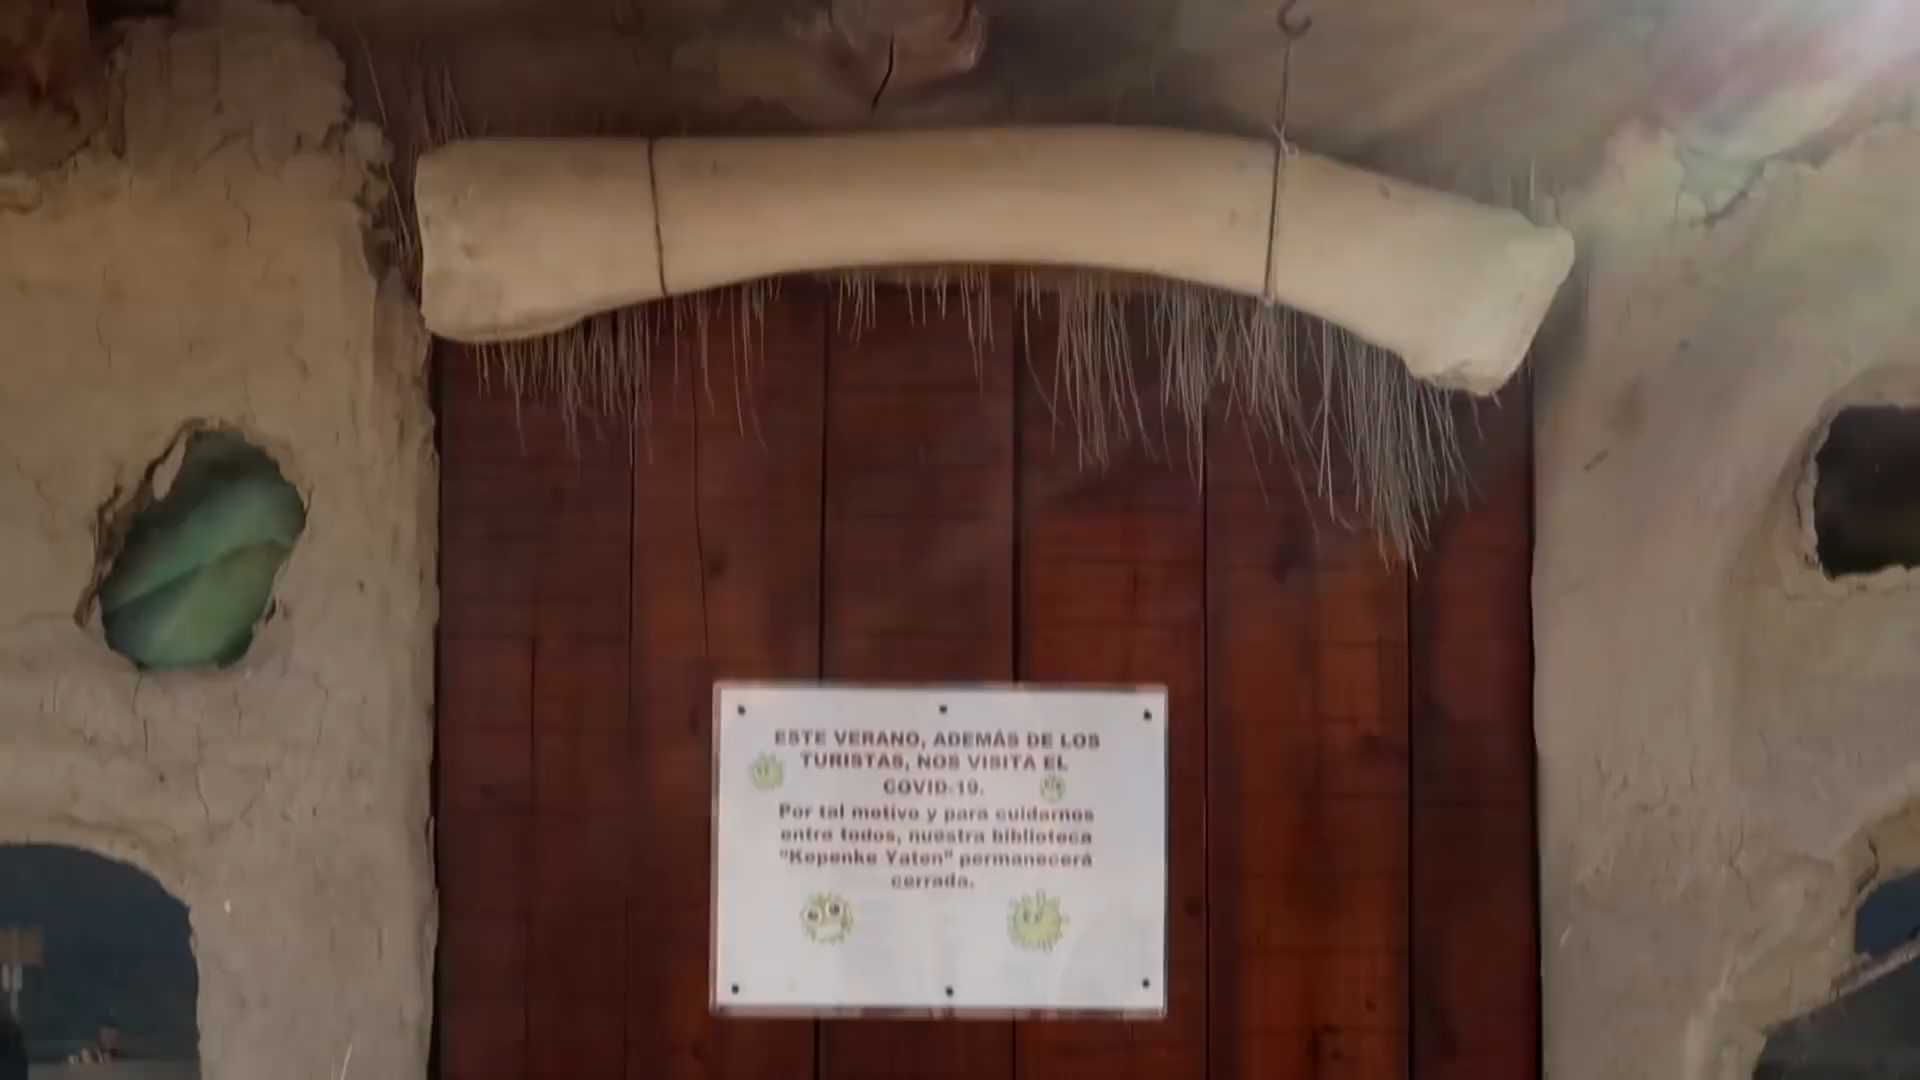 ESTE VERANO, ADEMÁS DE LOS
TURISTAS, NOS VISITA EL
COVID-19.
Por tal motivo y para cuidarnos
entre todos, nuestra biblioteca
"Kopenke Yaten" permanecerá
cerrada.